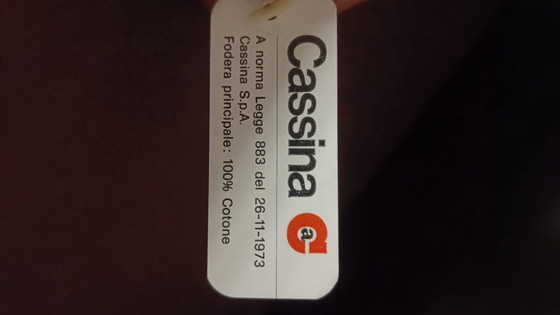 Cassina
a
A norma Legge 883 del 26-11-1973
Cassina S.p.A.
Fodera principale: 100% Cotone